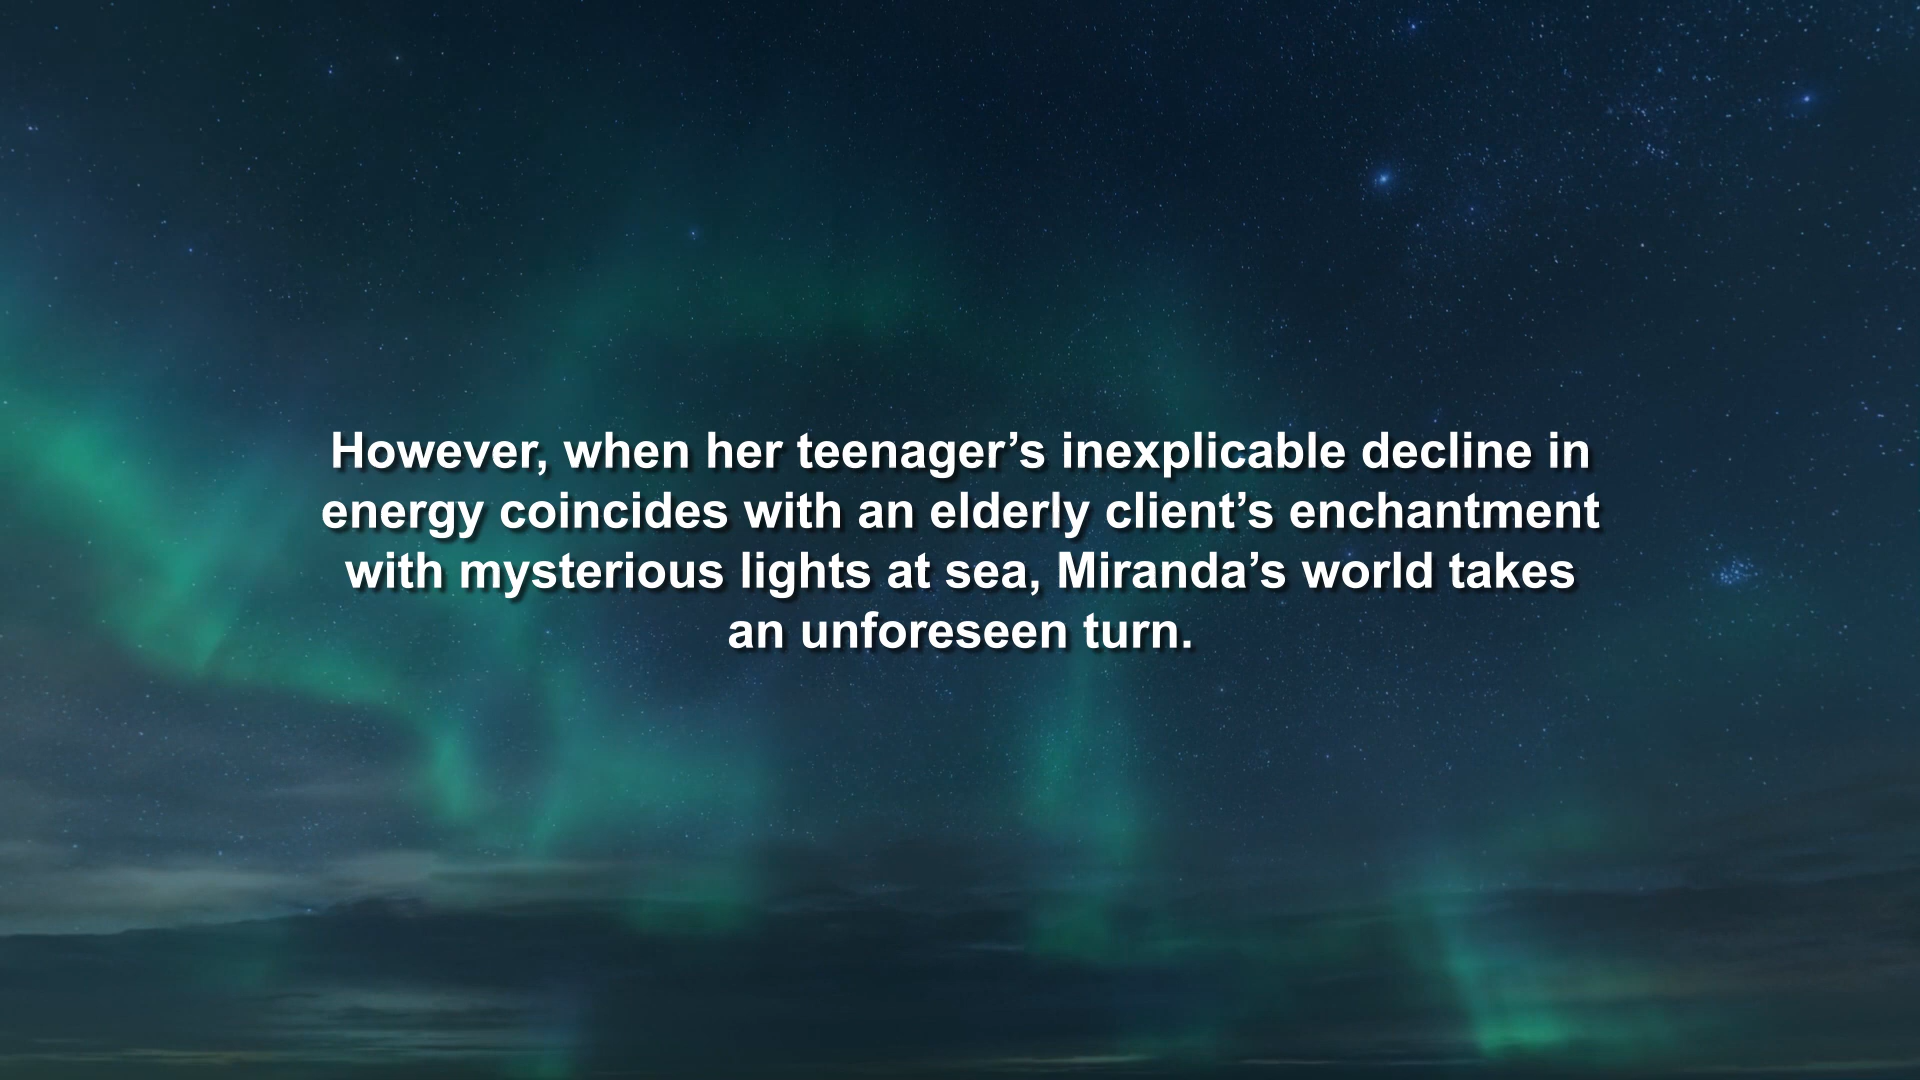 However, when her teenager’s inexplicable decline in
energy coincides with an elderly client’s enchantment
with mysterious lights at sea, Miranda’s world takes
an unforeseen turn.